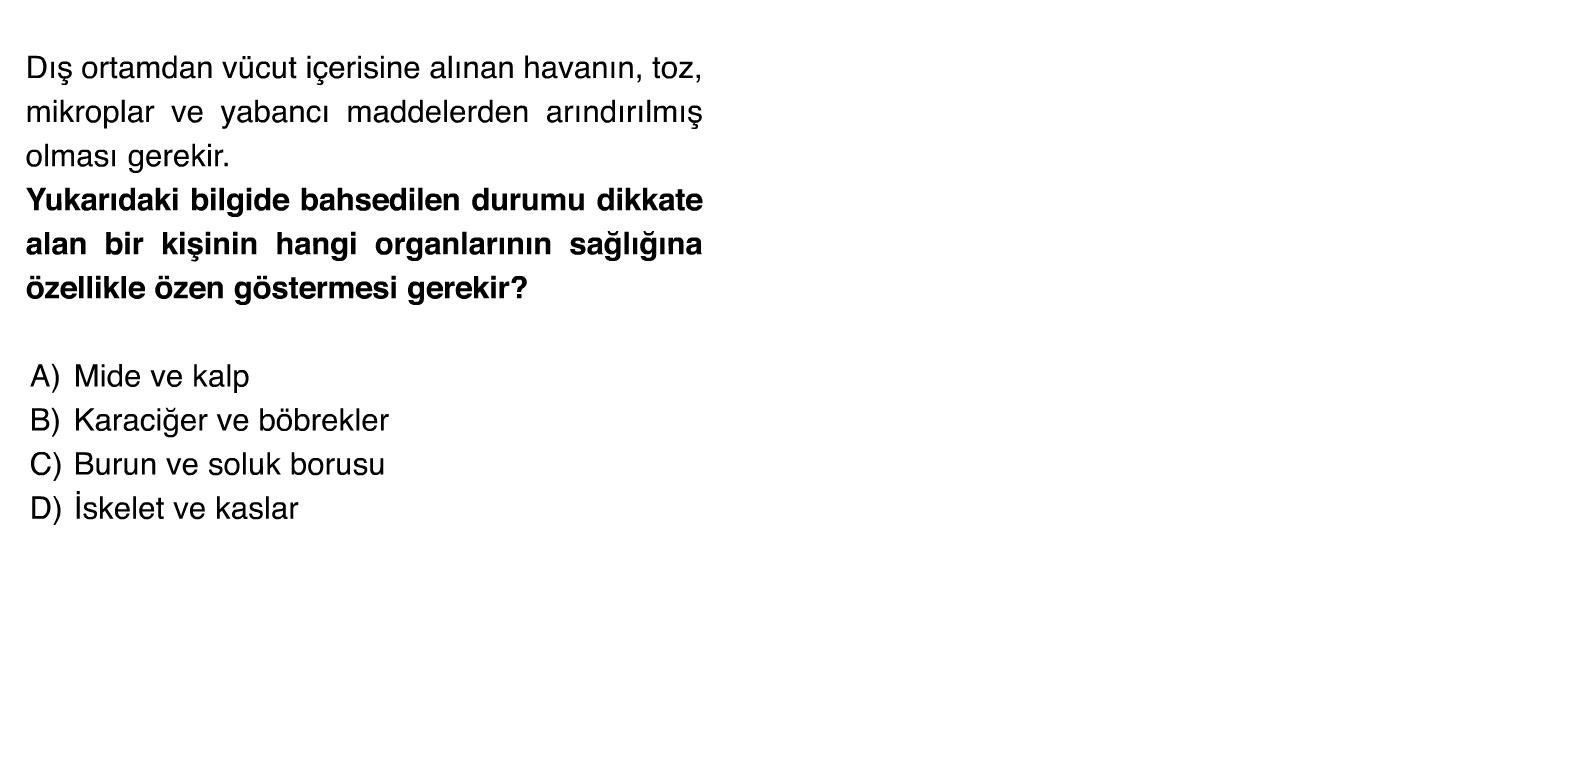 Dış ortamdan vücut içerisine alınan havanın, toz,
mikroplar ve yabancı maddelerden arındırılmış
olması gerekir.
Yukarıdaki bilgide bahsedilen durumu dikkate
alan bir kişinin hangi organlarının sağlığına
özellikle özen göstermesi gerekir?
A) Mide ve kalp
B) Karaciğer ve böbrekler
C) Burun ve soluk borusu
D) İskelet ve kaslar